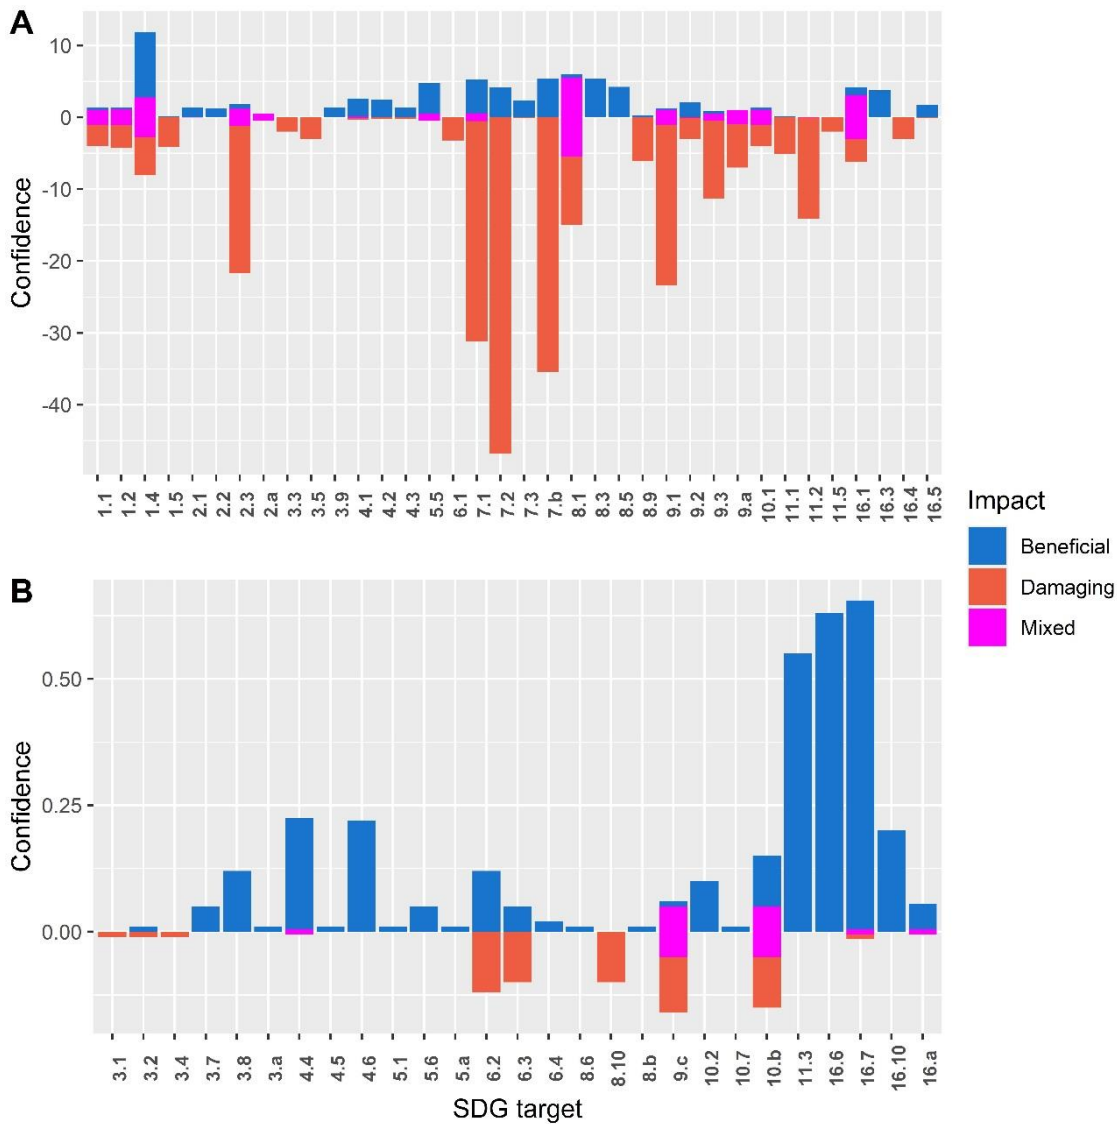 A
Confidence
10
0
-10
-20
-30
-40
1.1 1.2 1.4 1.5 2.1 2.2 2.3 2.a 3.3 3.5 3.9 4.1 4.2 4.3 5.5 6.1 7.1 7.2 7.3 7.b 8.1 8.3 8.5 8.9 9.1 9.2 9.3 9.a 10.1 11.1 11.2 11.5 16.1 16.3 16.4 16.5
Impact
Beneficial
Damaging
Mixed
B
Confidence
0.50
0.25
0.00
3.1 3.2 3.4 3.7 3.8 3.a 4.4 4.5 4.6 5.1 5.6 5.a 6.2 6.3 6.4 8.6 8.10 8.b 9.c 10.2 10.7 10.b 11.3 16.6 16.7 16.10 16.a
SDG target